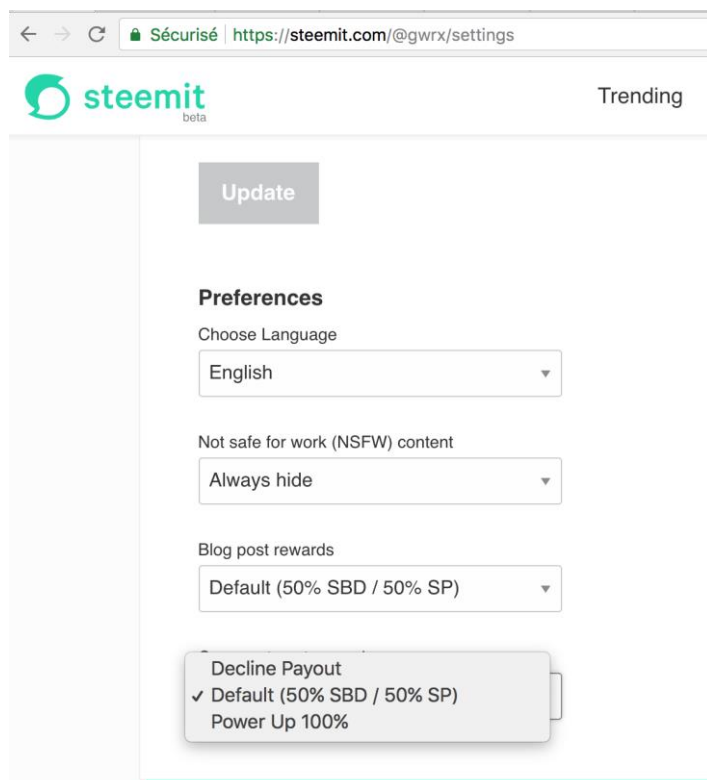 Sécurisé https://steemit.com/@gwrx/settings
steemit
beta
Trending
Update
Preferences
Choose Language
English
Not safe for work (NSFW) content
Always hide
Blog post rewards
Default (50% SBD / 50% SP)
Decline Payout
✓ Default (50% SBD / 50% SP)
Power Up 100%